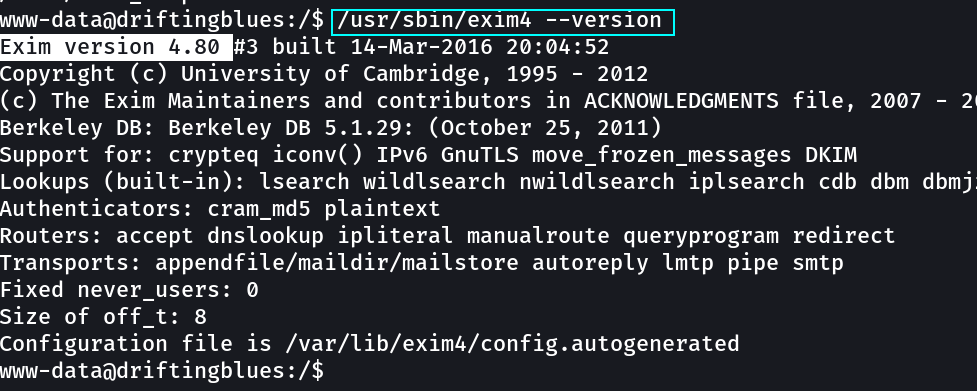 www-data@driftingblues:/$ /usr/sbin/exim4 --version
Exim version 4.80 #3 built 14-Mar-2016 20:04:52
Copyright (c) University of Cambridge, 1995 - 2012
(c) The Exim Maintainers and contributors in ACKNOWLEDGMENTS file, 2007 - 20
Berkeley DB: Berkeley DB 5.1.29: (October 25, 2011)
Support for: crypteq iconv() IPv6 GnuTLS move_frozen_messages DKIM
Lookups (built-in): lsearch wildlsearch nwildlsearch iplsearch cdb dbm dbmj
Authenticators: cram_md5 plaintext
Routers: accept dnslookup ipliteral manualroute queryprogram redirect
Transports: appendfile/maildir/mailstore autoreply lmtp pipe smtp
Fixed never_users: 0
Size of off_t: 8
Configuration file is /var/lib/exim4/config.autogenerated
www-data@driftingblues:/$